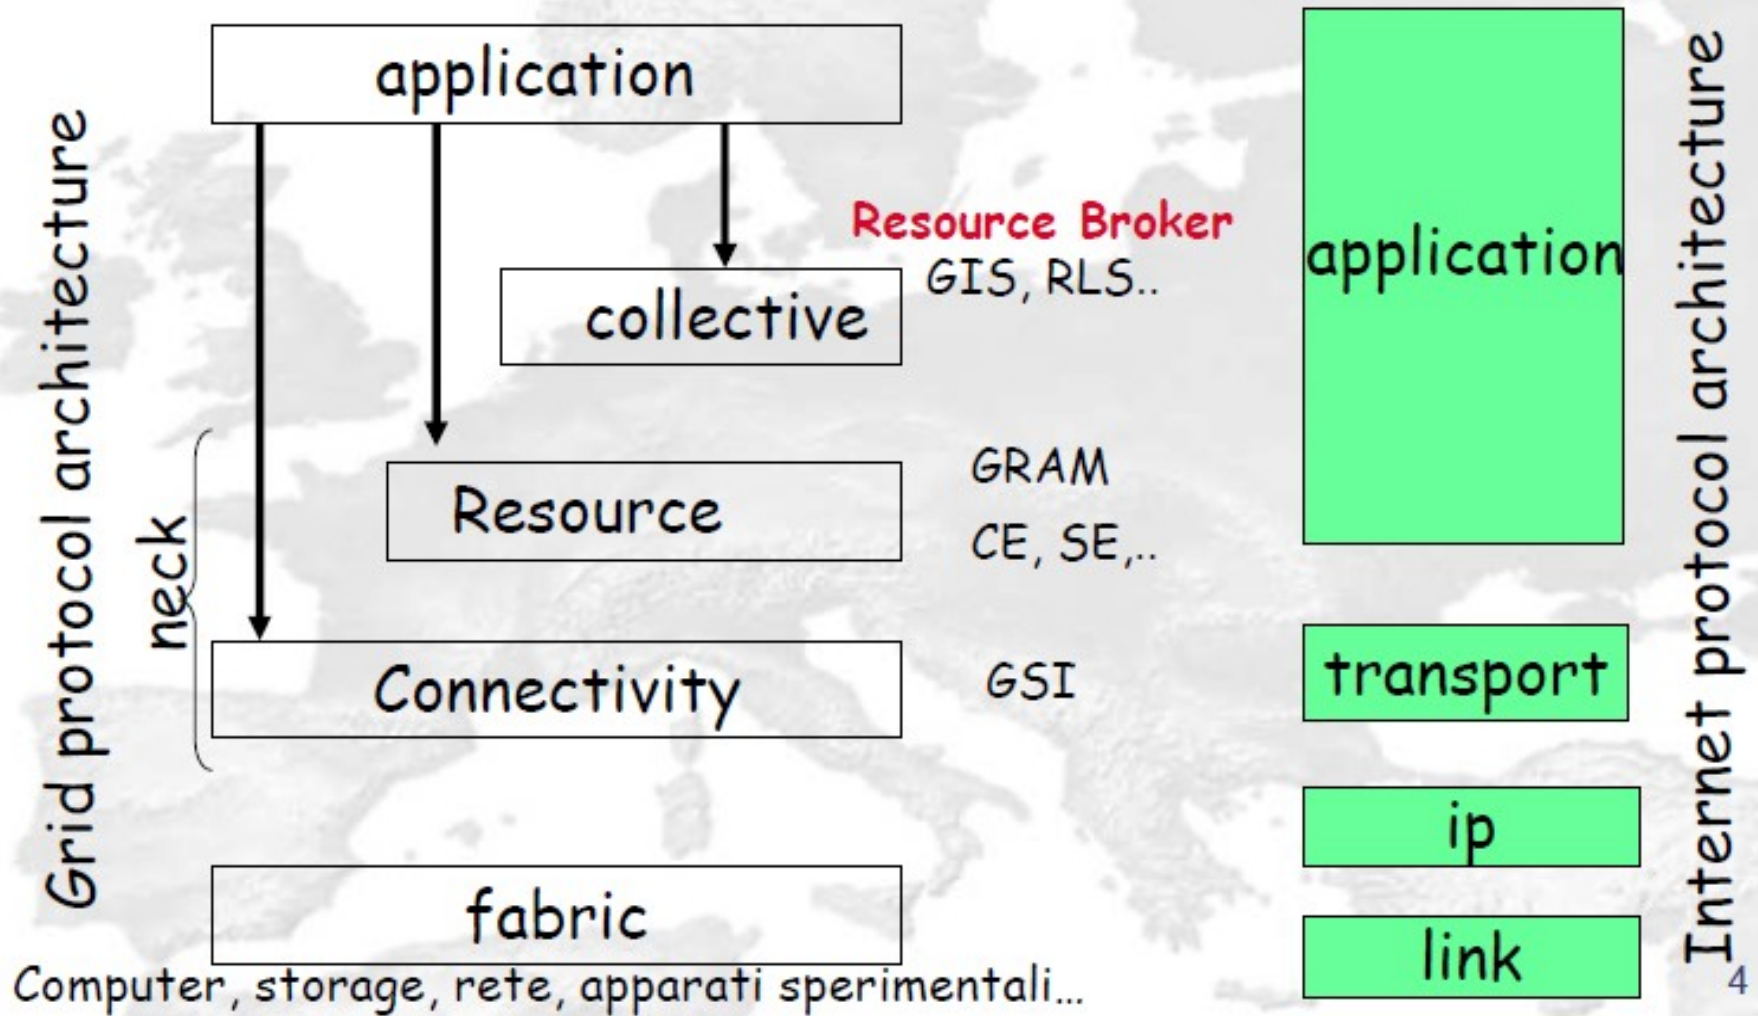 Grid protocol architecture
application
Resource Broker
GIS, RLS..
collective
neck
GRAM
Resource
CE, SE,..
Connectivity
GSI
fabric
Computer, storage, rete, apparati sperimentali...
application
transport
ip
link
Internet protocol architecture
4